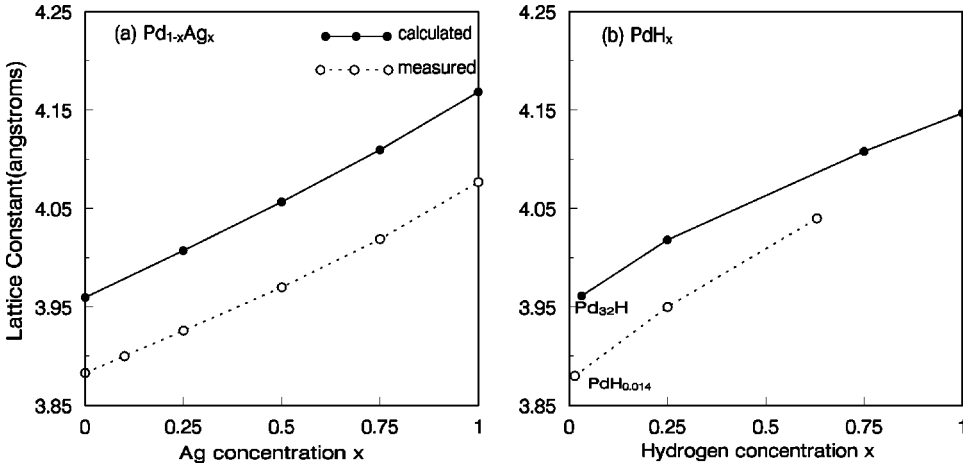 (a) Pd₁₋ₓAgₓ
calculated
measured
Lattice Constant(angstroms)
4.25
4.15
4.05
3.95
3.85
0
0.25
0.5
0.75
1
Ag concentration x
(b) PdHₓ
Pd₃₂H
PdH₀.₀₁₄
4.25
4.15
4.05
3.95
3.85
0
0.25
0.5
0.75
1
Hydrogen concentration x